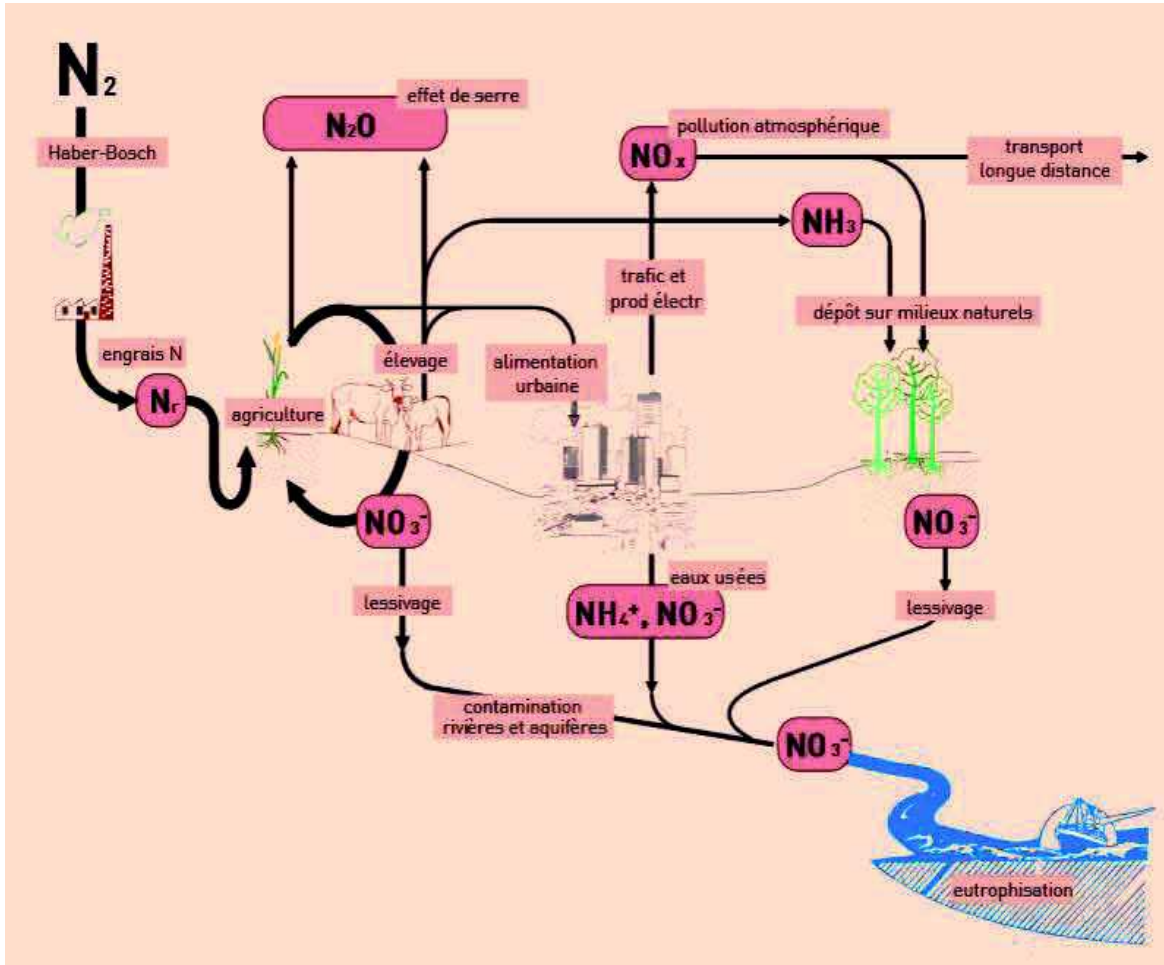 N₂
Haber-Bosch
engrais N
Nr
agriculture
effet de serre
N₂O
élevage
NO₃⁻
lessivage
alimentation
urbaine
pollution atmosphérique
NOx
transport
longue distance
NH₃
trafic et
prod électr
dépôt sur milieux naturels
eaux usées
NH₄⁺, NO₃⁻
NO₃⁻
lessivage
contamination
rivières et aquifères
NO₃⁻
eutrophisation